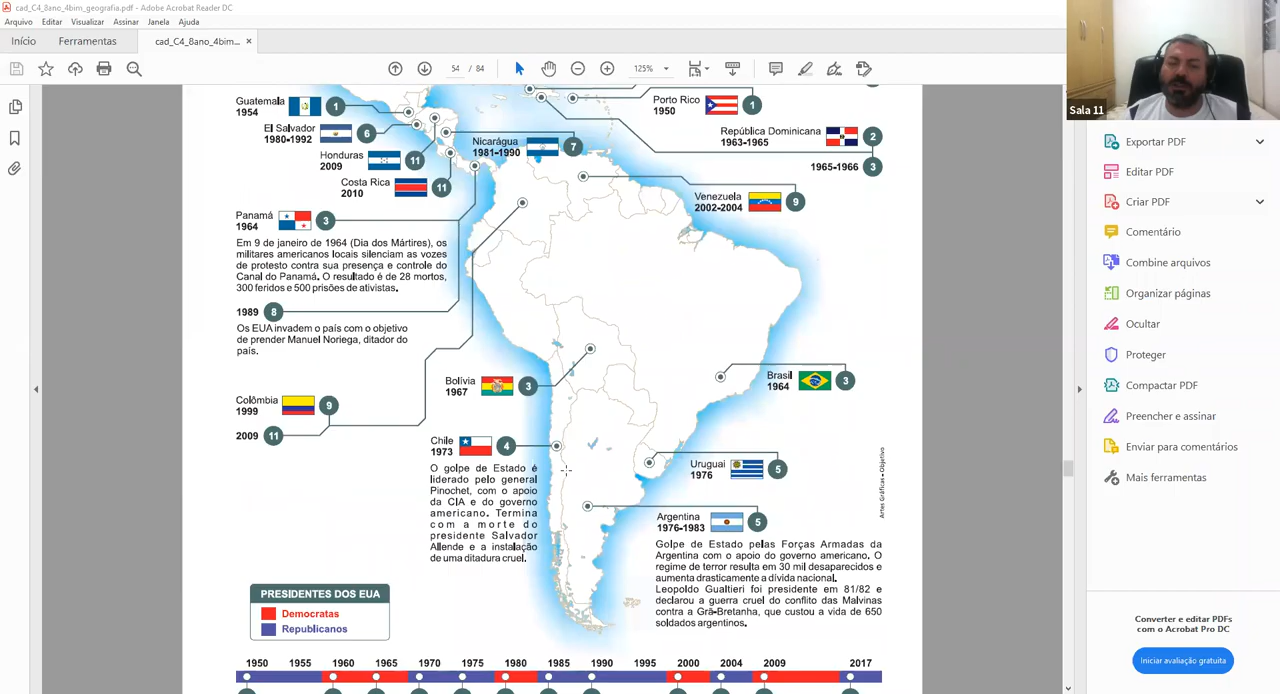 cad_C4_8ano_4bim_geografia.pdf - Adobe Acrobat Reader DC
Arquivo Editar Visualizar Assinar Janela Ajuda
Início Ferramentas cad_C4_8ano_4bim... ×
54 / 84 125%
Sala 11
Guatemala
1954
1
El Salvador
1980-1992
6
Honduras
2009
11
Costa Rica
2010
11
Nicarágua
1981-1990
7
Porto Rico
1950
1
República Dominicana
1963-1965
2
1965-1966
3
Venezuela
2002-2004
9
Panamá
1964
3
Em 9 de janeiro de 1964 (Dia dos Mártires), os
militares americanos locais silenciam as vozes
de protesto contra sua presença e controle do
Canal do Panamá. O resultado é de 28 mortos,
300 feridos e 500 prisões de ativistas.
1989 8
Os EUA invadem o país com o objetivo
de prender Manuel Noriega, ditador do
país.
Bolívia
1967
3
Brasil
1964
3
Colômbia
1999
9
2009 11
Chile
1973
4
O golpe de Estado é
liderado pelo general
Pinochet, com o apoio
da CIA e do governo
americano. Termina
com a morte do
presidente Salvador
Allende e a instalação
de uma ditadura cruel.
Uruguai
1976
5
Argentina
1976-1983
5
Golpe de Estado pelas Forças Armadas da
Argentina com o apoio do governo americano. O
regime de terror resulta em 30 mil desaparecidos e
aumenta drasticamente a dívida nacional.
Leopoldo Gualtieri foi presidente em 81/82 e
declarou a guerra cruel do conflito das Malvinas
contra a Grã-Bretanha, que custou a vida de 650
soldados argentinos.
Artes Gráficas • Objetivo
PRESIDENTES DOS EUA
Democratas
Republicanos
1950 1955 1960 1965 1970 1975 1980 1985 1990 1995 2000 2004 2009 2017
Exportar PDF
Editar PDF
Criar PDF
Comentário
Combine arquivos
Organizar páginas
Ocultar
Proteger
Compactar PDF
Preencher e assinar
Enviar para comentários
Mais ferramentas
Converter e editar PDFs
com o Acrobat Pro DC
Iniciar avaliação gratuita